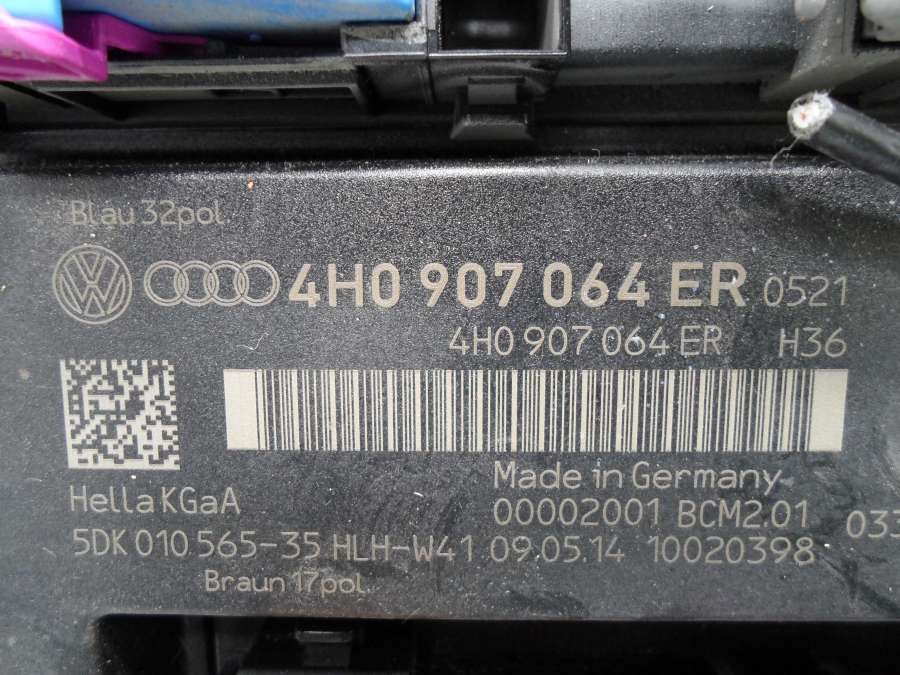 Blau 32pol.
4H0 907 064 ER 0521
4H0 907 064 ER H36
Made in Germany
Hella KGaA 00002001 BCM2.01 033
5DK 010 565-35 HLH-W41 09.05.14 10020398
Braun 17pol.